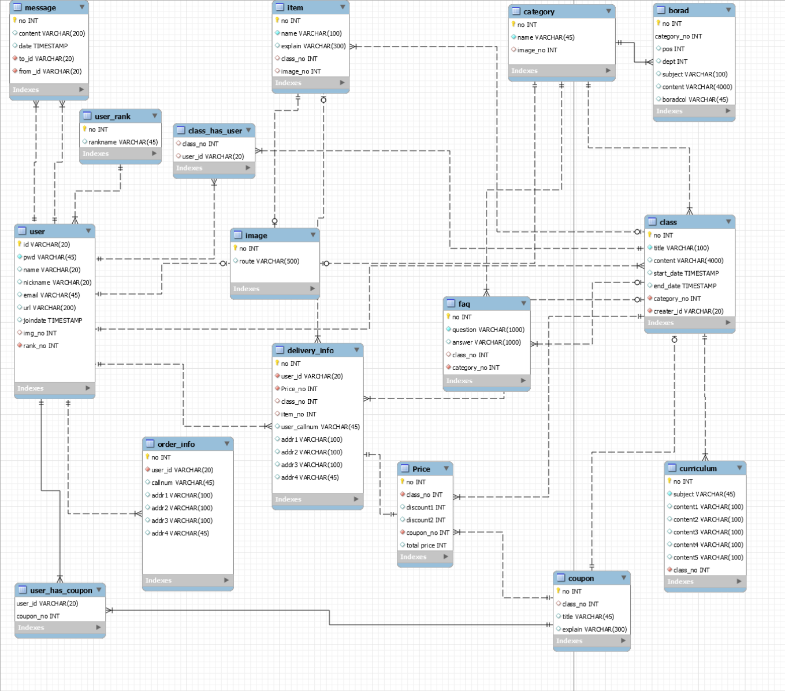 message
no INT
content VARCHAR(200)
date TIMESTAMP
to_id VARCHAR(20)
from_id VARCHAR(20)
Indexes
item
no INT
name VARCHAR(100)
explain VARCHAR(300)
class_no INT
image_no INT
Indexes
category
no INT
name VARCHAR(45)
image_no INT
Indexes
borad
no INT
category_no INT
pos INT
dept INT
subject VARCHAR(100)
content VARCHAR(4000)
boradcol VARCHAR(45)
Indexes
user_rank
no INT
rankname VARCHAR(45)
Indexes
class_has_user
class_no INT
user_id VARCHAR(20)
Indexes
user
id VARCHAR(20)
pwd VARCHAR(45)
name VARCHAR(20)
nickname VARCHAR(20)
email VARCHAR(45)
url VARCHAR(200)
joindate TIMESTAMP
img_no INT
rank_no INT
Indexes
image
no INT
route VARCHAR(500)
Indexes
class
no INT
title VARCHAR(100)
content VARCHAR(4000)
start_date TIMESTAMP
end_date TIMESTAMP
category_no INT
creater_id VARCHAR(20)
Indexes
faq
no INT
question VARCHAR(1000)
answer VARCHAR(1000)
class_no INT
category_no INT
Indexes
delivery_info
no INT
user_id VARCHAR(20)
Price_no INT
class_no INT
item_no INT
user_callnum VARCHAR(45)
addr1 VARCHAR(100)
addr2 VARCHAR(100)
addr3 VARCHAR(100)
addr4 VARCHAR(45)
Indexes
order_info
no INT
user_id VARCHAR(20)
callnum VARCHAR(45)
addr1 VARCHAR(100)
addr2 VARCHAR(100)
addr3 VARCHAR(100)
addr4 VARCHAR(45)
Indexes
Price
no INT
class_no INT
discount1 INT
discount2 INT
coupon_no INT
total price INT
Indexes
curriculum
no INT
subject VARCHAR(45)
content1 VARCHAR(100)
content2 VARCHAR(100)
content3 VARCHAR(100)
content4 VARCHAR(100)
content5 VARCHAR(100)
class_no INT
Indexes
user_has_coupon
user_id VARCHAR(20)
coupon_no INT
Indexes
coupon
no INT
class_no INT
title VARCHAR(45)
explain VARCHAR(300)
Indexes